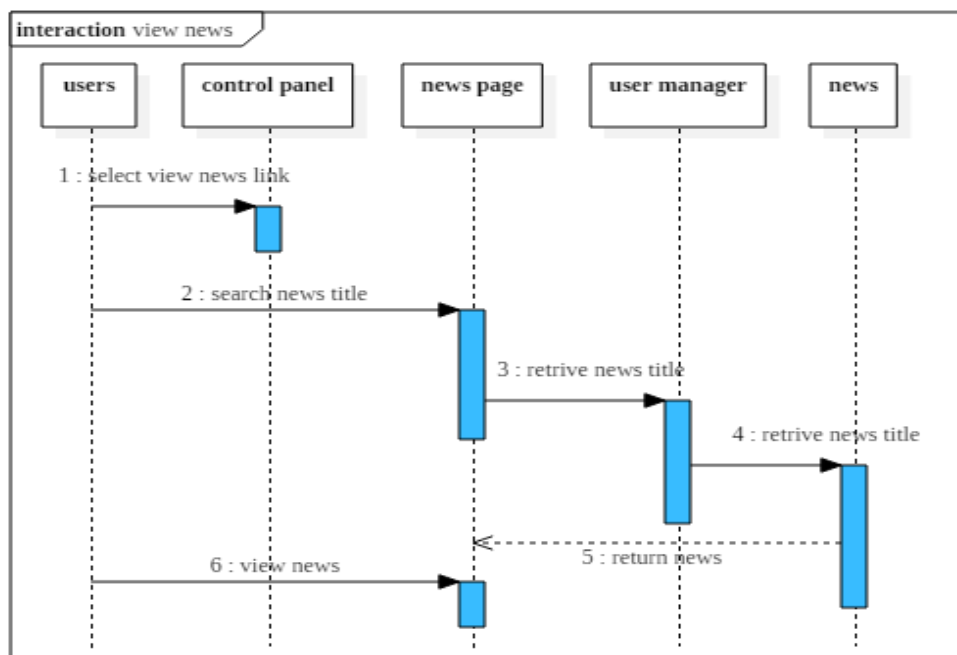 interaction view news
users
control panel
news page
user manager
news
1 : select view news link
2 : search news title
3 : retrive news title
4 : retrive news title
5 : return news
6 : view news